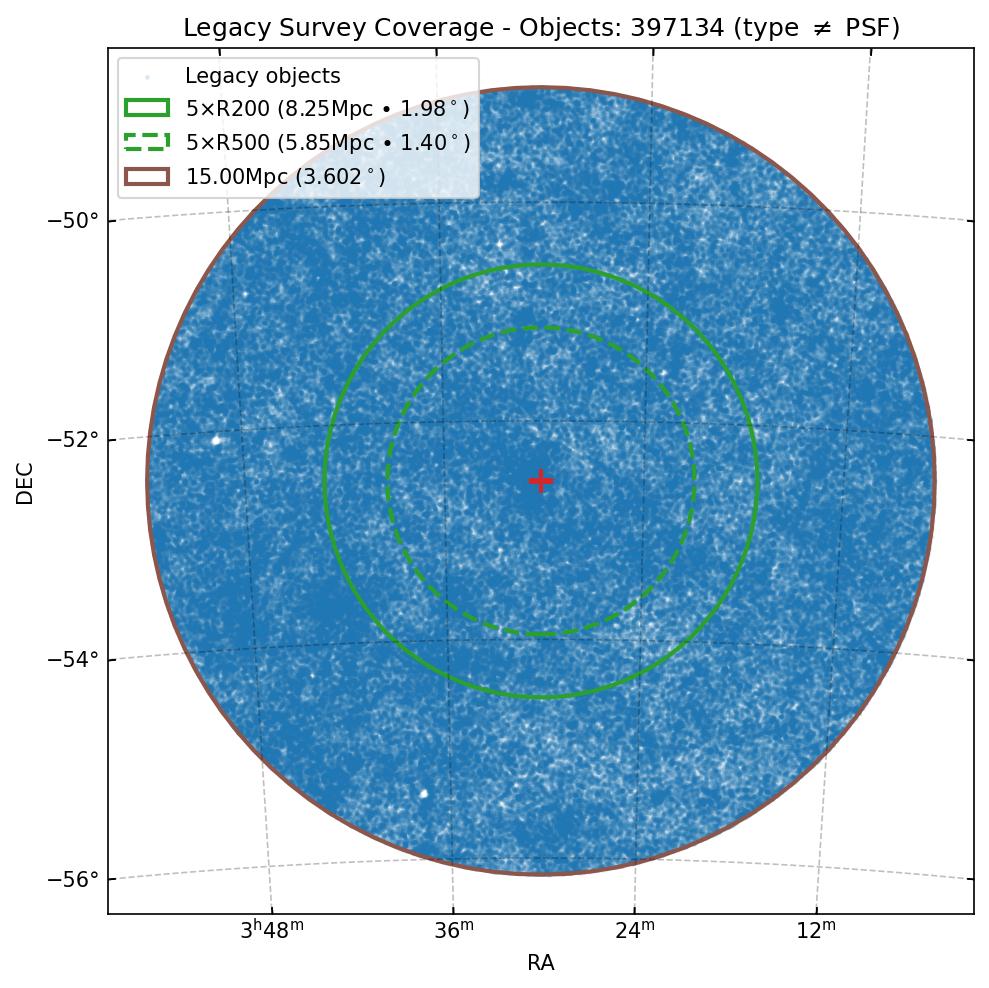 Legacy Survey Coverage - Objects: 397134 (type ≠ PSF)
Legacy objects
5×R200 (8.25Mpc • 1.98°)
5×R500 (5.85Mpc • 1.40°)
15.00Mpc (3.602°)
−50°
−52°
−54°
−56°
DEC
3ʰ48ᵐ 36ᵐ 24ᵐ 12ᵐ
RA